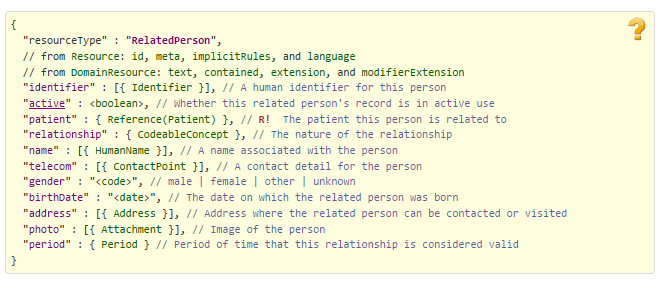 {
"resourceType" : "RelatedPerson",
// from Resource: id, meta, implicitRules, and language
// from DomainResource: text, contained, extension, and modifierExtension
"identifier" : [{ Identifier }], // A human identifier for this person
"active" : <boolean>, // Whether this related person's record is in active use
"patient" : { Reference(Patient) }, // R!  The patient this person is related to
"relationship" : { CodeableConcept }, // The nature of the relationship
"name" : [{ HumanName }], // A name associated with the person
"telecom" : [{ ContactPoint }], // A contact detail for the person
"gender" : "<code>", // male | female | other | unknown
"birthDate" : "<date>", // The date on which the related person was born
"address" : [{ Address }], // Address where the related person can be contacted or visited
"photo" : [{ Attachment }], // Image of the person
"period" : { Period } // Period of time that this relationship is considered valid
}
?